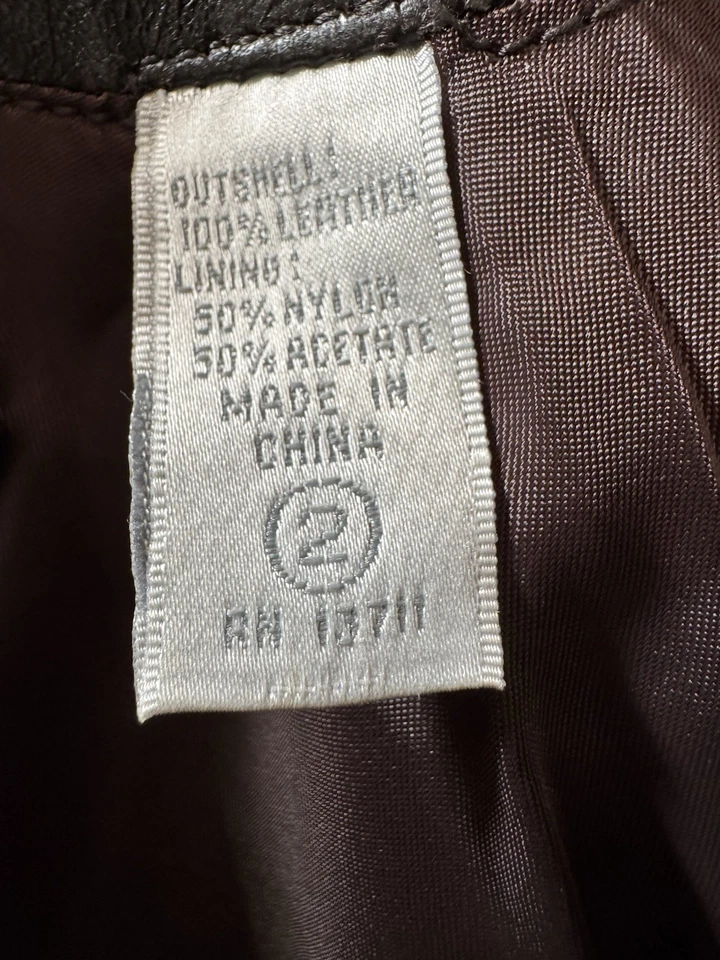 OUTSHELL:
100% LEATHER
LINING:
50% NYLON
50% ACETATE
MADE IN
CHINA
2
RN 13711